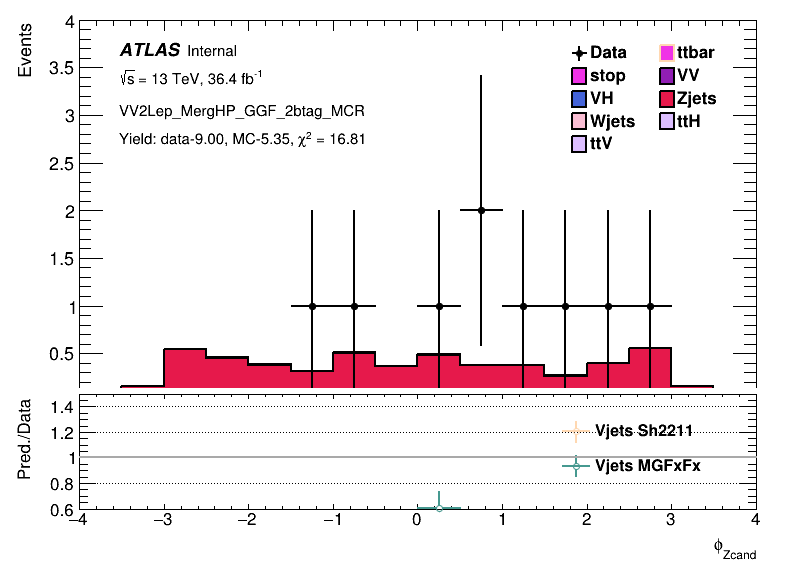 Events
4
3.5
3
2.5
2
1.5
1
0.5
ATLAS Internal
√s = 13 TeV, 36.4 fb⁻¹
VV2Lep_MergHP_GGF_2btag_MCR
Yield: data-9.00, MC-5.35, χ² = 16.81
Data
ttbar
stop
VV
VH
Zjets
Wjets
ttH
ttV
Pred./Data
1.4
1.2
1
0.8
0.6
Vjets Sh2211
Vjets MGFxFx
−4 −3 −2 −1 0 1 2 3 4
ϕ_Zcand